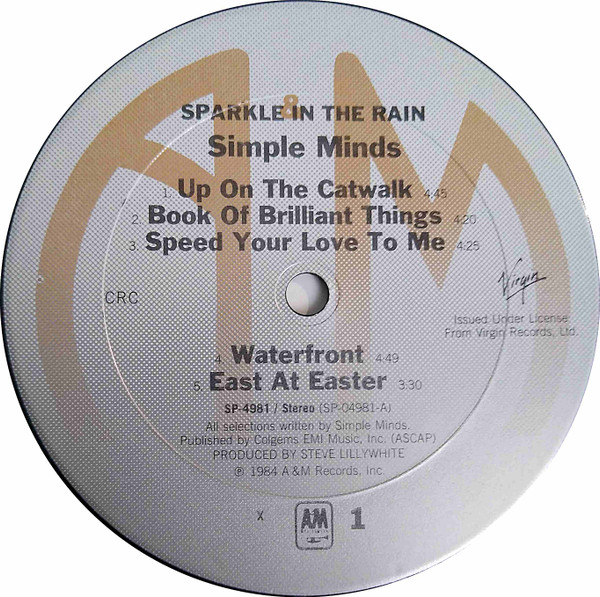 A&M
SPARKLE IN THE RAIN
Simple Minds
1. Up On The Catwalk 4:45
2. Book Of Brilliant Things 4:20
3. Speed Your Love To Me 4:25
CRC
Virgin
Issued Under License
From Virgin Records, Ltd.
4. Waterfront 4:49
5. East At Easter 3:30
SP-4981 / Stereo (SP-04981-A)
All selections written by Simple Minds.
Published by Colgems EMI Music, Inc. (ASCAP)
PRODUCED BY STEVE LILLYWHITE
℗ 1984 A&M Records, Inc.
X
AM
1